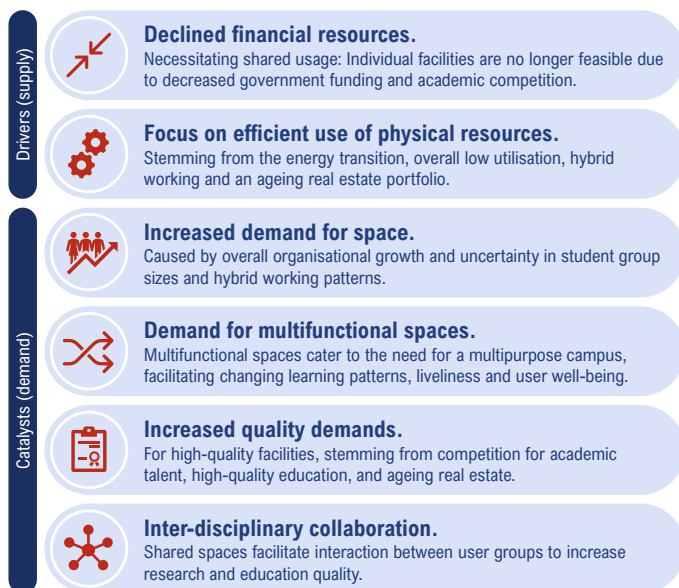 Drivers (supply)
Declined financial resources.
Necessitating shared usage: Individual facilities are no longer feasible due
to decreased government funding and academic competition.
Focus on efficient use of physical resources.
Stemming from the energy transition, overall low utilisation, hybrid
working and an ageing real estate portfolio.
Catalysts (demand)
Increased demand for space.
Caused by overall organisational growth and uncertainty in student group
sizes and hybrid working patterns.
Demand for multifunctional spaces.
Multifunctional spaces cater to the need for a multipurpose campus,
facilitating changing learning patterns, liveliness and user well-being.
Increased quality demands.
For high-quality facilities, stemming from competition for academic
talent, high-quality education, and ageing real estate.
Inter-disciplinary collaboration.
Shared spaces facilitate interaction between user groups to increase
research and education quality.